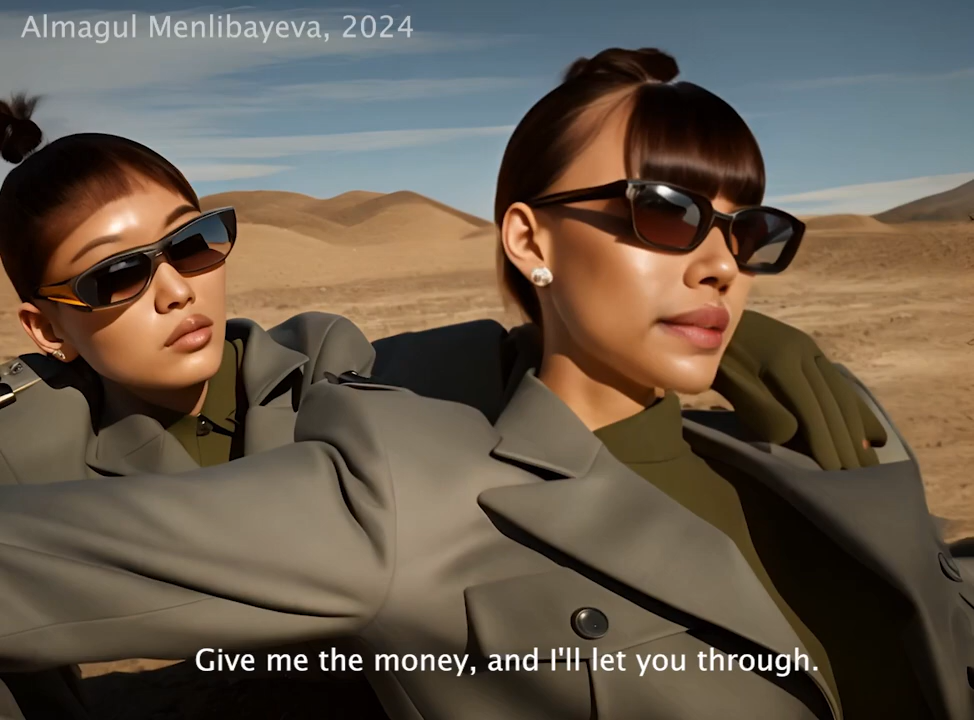 Almagul Menlibayeva, 2024
Give me the money, and I'll let you through.